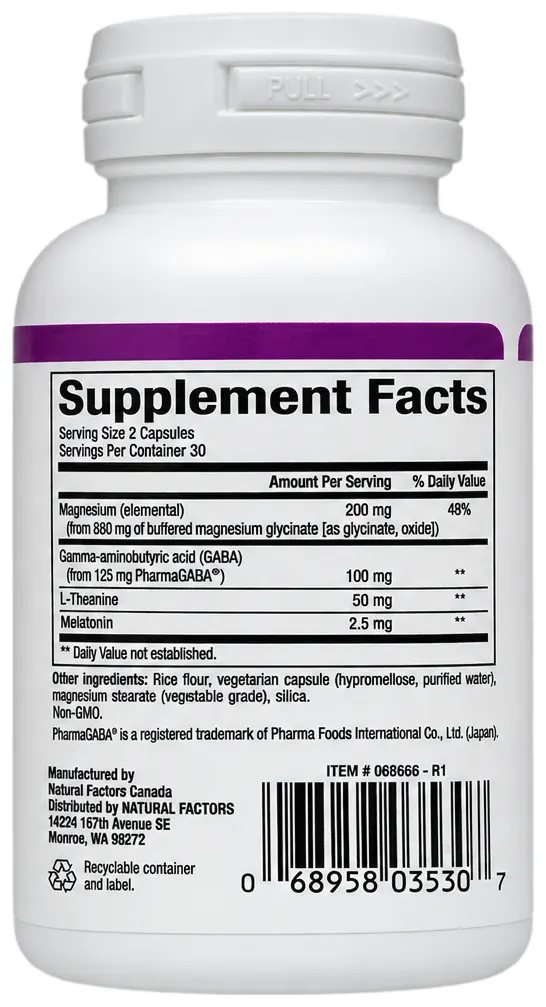 PULL >>>
Supplement Facts
Serving Size 2 Capsules
Servings Per Container 30
Amount Per Serving % Daily Value
Magnesium (elemental) 200 mg 48%
(from 880 mg of buffered magnesium glycinate [as glycinate, oxide])
Gamma-aminobutyric acid (GABA)
(from 125 mg PharmaGABA®) 100 mg **
L-Theanine 50 mg **
Melatonin 2.5 mg **
** Daily Value not established.
Other ingredients: Rice flour, vegetarian capsule (hypromellose, purified water),
magnesium stearate (vegetable grade), silica.
Non-GMO.
PharmaGABA® is a registered trademark of Pharma Foods International Co., Ltd. (Japan).
Manufactured by
Natural Factors Canada
Distributed by NATURAL FACTORS
14224 167th Avenue SE
Monroe, WA 98272
Recyclable container
and label.
ITEM # 068666 - R1
0 68958 03530 7